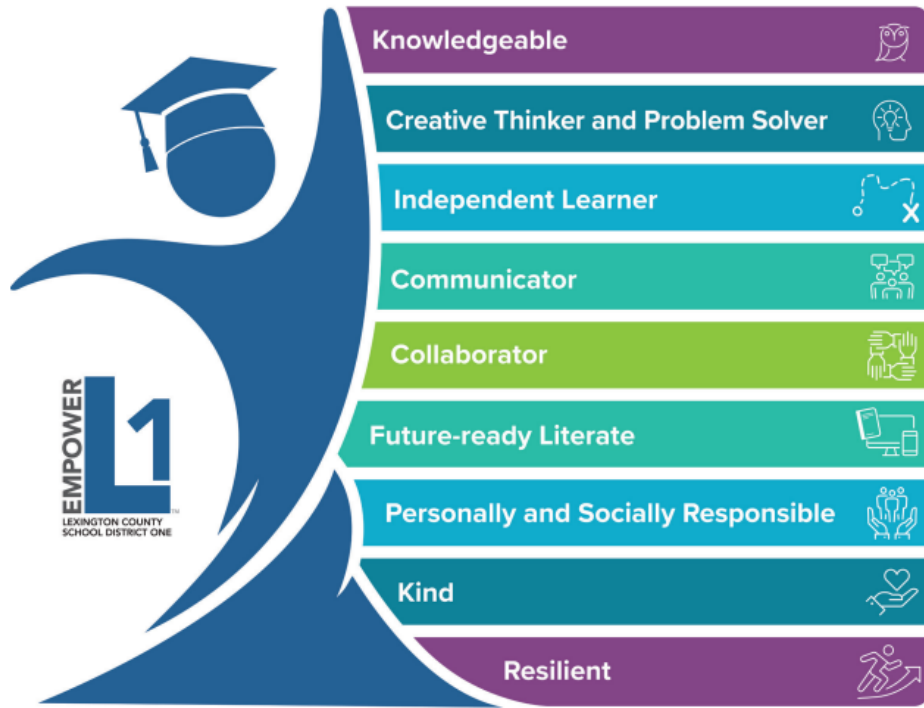 Knowledgeable
Creative Thinker and Problem Solver
Independent Learner
Communicator
Collaborator
Future-ready Literate
Personally and Socially Responsible
Kind
Resilient
EMPOWER
L1
TM
LEXINGTON COUNTY
SCHOOL DISTRICT ONE